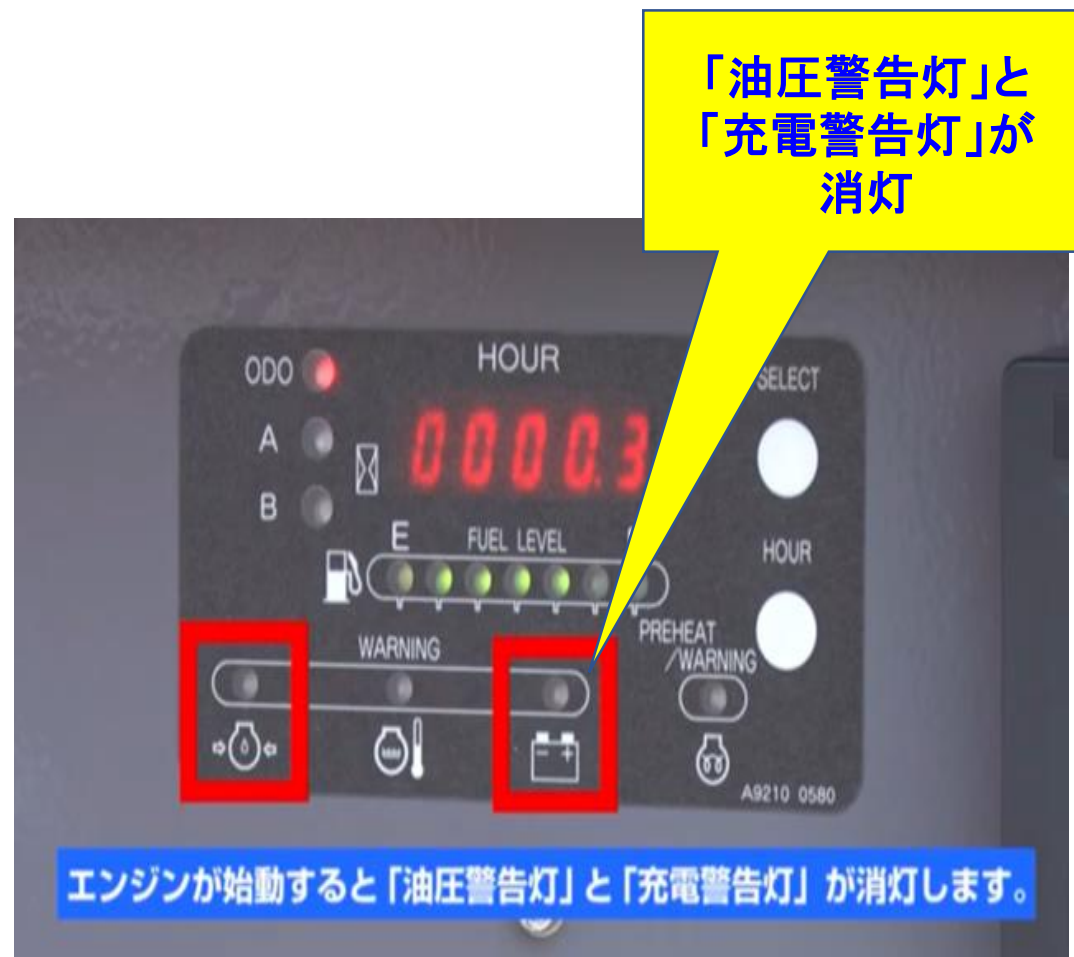 「油圧警告灯」と
「充電警告灯」が
消灯
HOUR
ODO
SELECT
0000.3
A
B
E
FUEL LEVEL
HOUR
PREHEAT
/WARNING
WARNING
A9210 0580
エンジンが始動すると「油圧警告灯」と「充電警告灯」が消灯します。